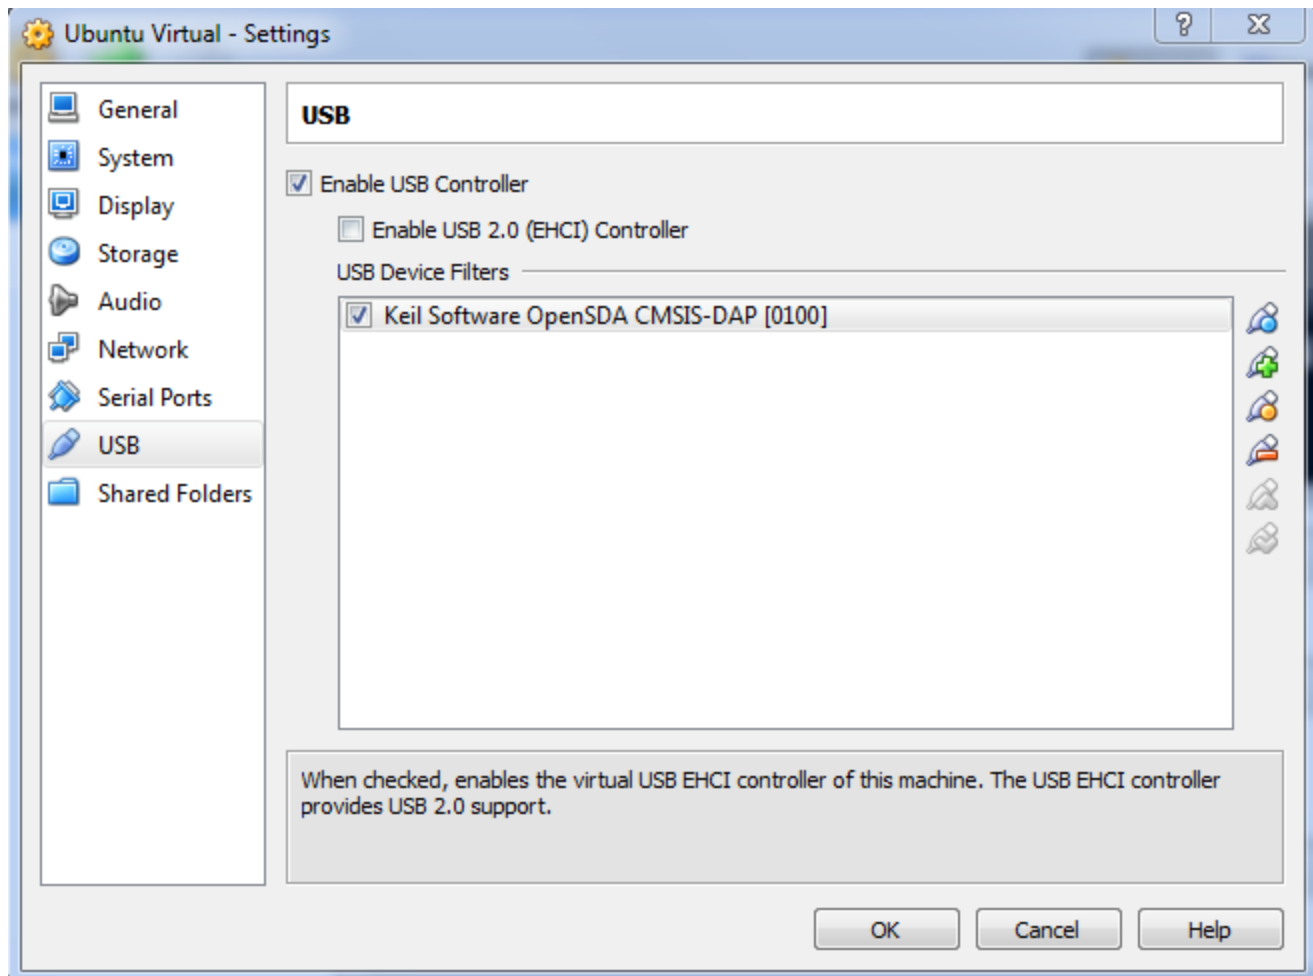 Ubuntu Virtual - Settings
General
System
Display
Storage
Audio
Network
Serial Ports
USB
Shared Folders
USB
Enable USB Controller
Enable USB 2.0 (EHCI) Controller
USB Device Filters
Keil Software OpenSDA CMSIS-DAP [0100]
When checked, enables the virtual USB EHCI controller of this machine. The USB EHCI controller
provides USB 2.0 support.
OK
Cancel
Help